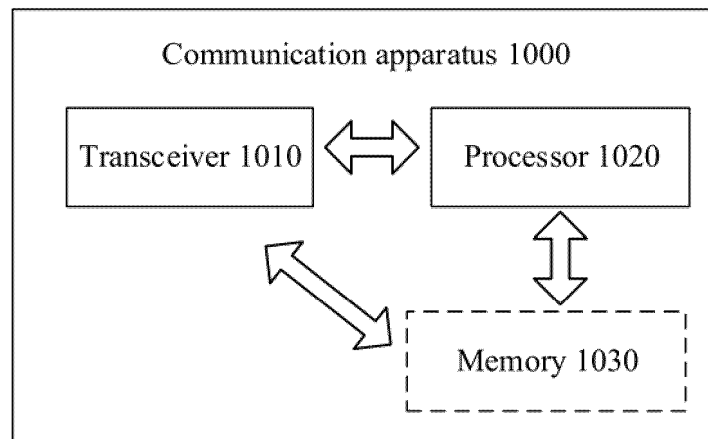 Communication apparatus 1000
Transceiver 1010
Processor 1020
Memory 1030